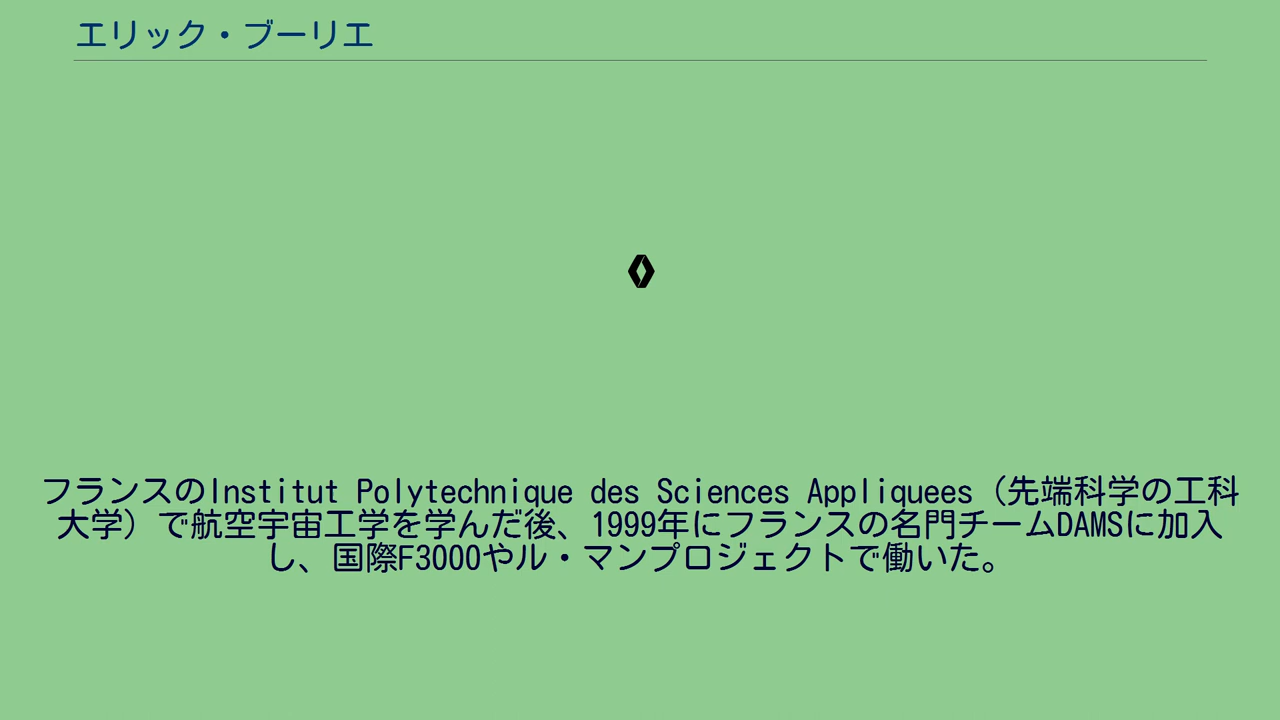 エリック・ブーリエ
フランスのInstitut Polytechnique des Sciences Appliquees（先端科学の工科
大学）で航空宇宙工学を学んだ後、1999年にフランスの名門チームDAMSに加入
し、国際F3000やル・マンプロジェクトで働いた。